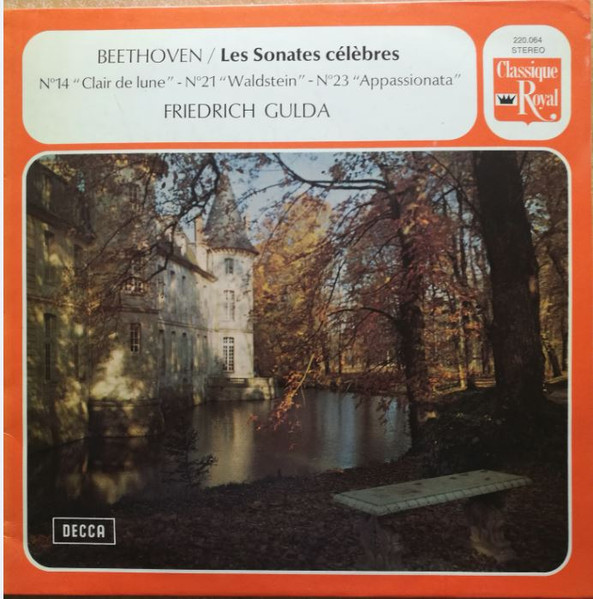 BEETHOVEN / Les Sonates célèbres
N°14 “Clair de lune” - N°21 “Waldstein” - N°23 “Appassionata”
FRIEDRICH GULDA
220.064
STEREO
Classique
Royal
DECCA